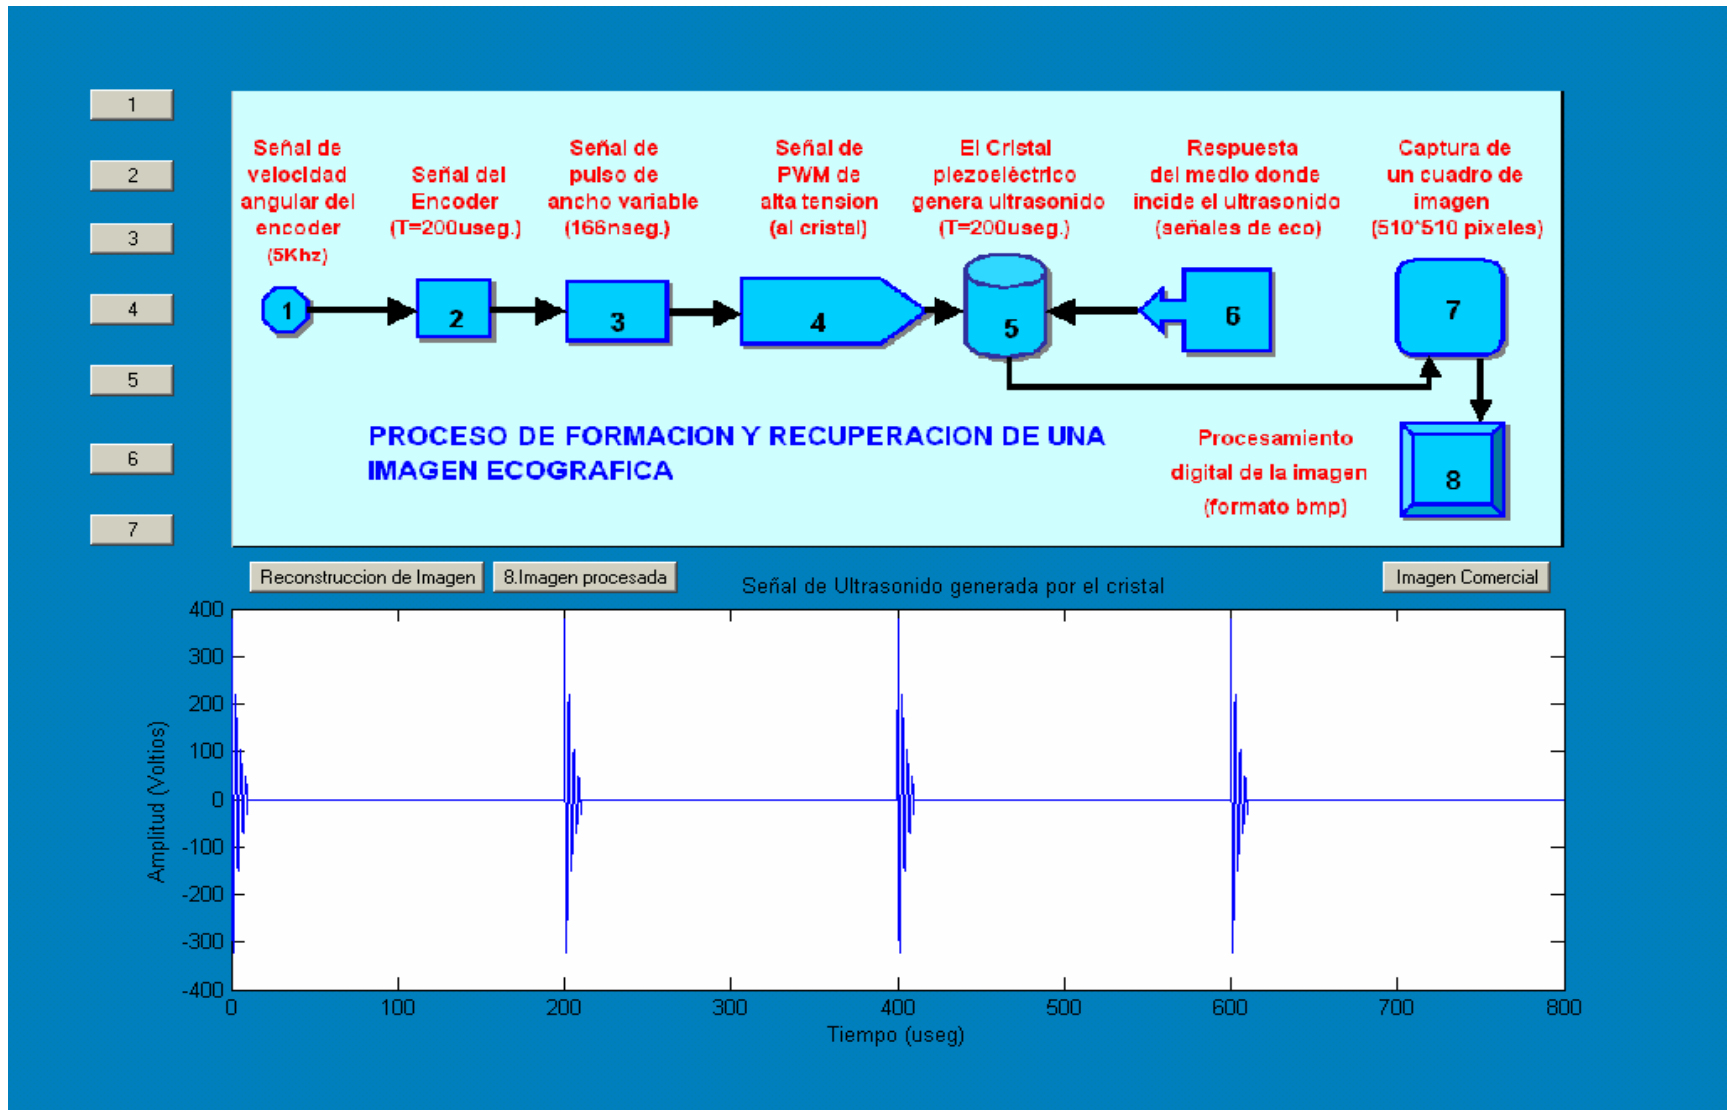 1
2
3
4
5
6
7
Señal de
velocidad
angular del
encoder
(5Khz)
Señal del
Encoder
(T=200useg.)
Señal de
pulso de
ancho variable
(166nseg.)
Señal de
PWM de
alta tension
(al cristal)
El Cristal
piezoeléctrico
genera ultrasonido
(T=200useg.)
Respuesta
del medio donde
incide el ultrasonido
(señales de eco)
Captura de
un cuadro de
imagen
(510*510 pixeles)
1
2
3
4
5
6
7
PROCESO DE FORMACION Y RECUPERACION DE UNA
IMAGEN ECOGRAFICA
Procesamiento
digital de la imagen
(formato bmp)
8
Reconstruccion de Imagen
8.Imagen procesada
Señal de Ultrasonido generada por el cristal
Imagen Comercial
Amplitud (Voltios)
400
300
200
100
0
-100
-200
-300
-400
0 100 200 300 400 500 600 700 800
Tiempo (useg)